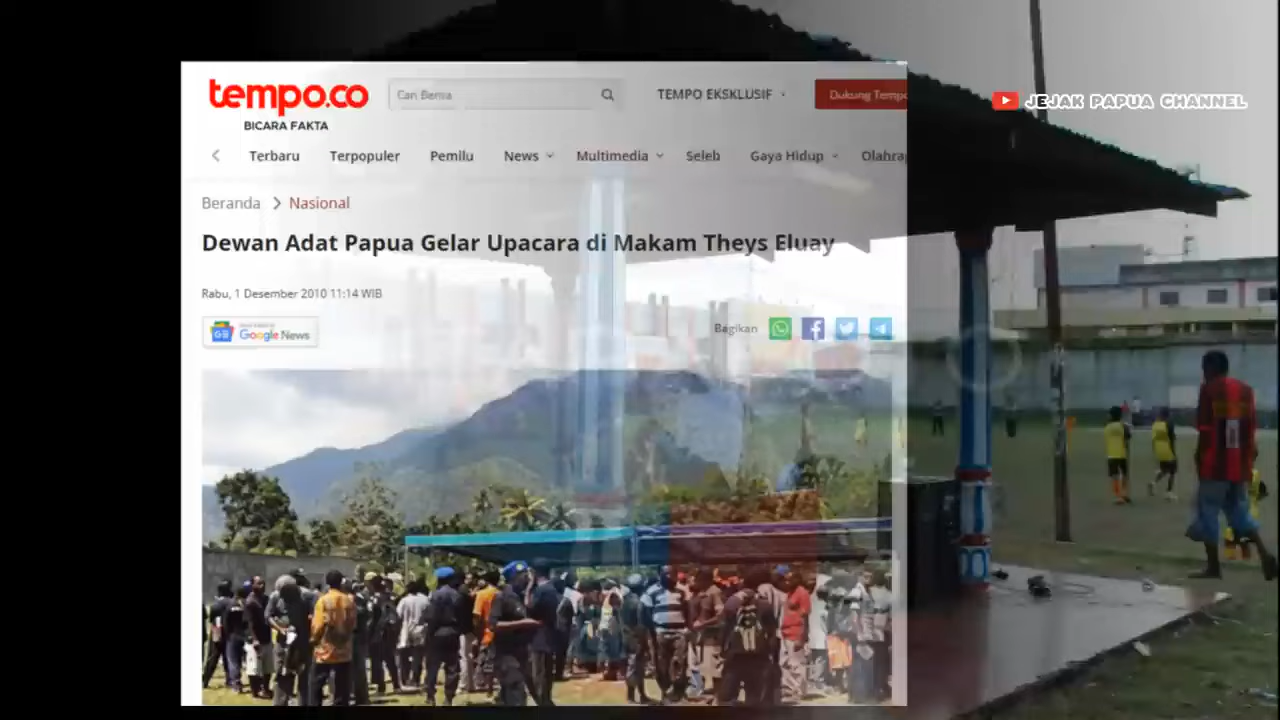 tempo.co
BICARA FAKTA
Cari Berita
TEMPO EKSKLUSIF
Dukung Tempo
JEJAK PAPUA CHANNEL
Terbaru Terpopuler Pemilu News Multimedia Seleb Gaya Hidup Olahrag
Beranda > Nasional
Dewan Adat Papua Gelar Upacara di Makam Theys Eluay
Rabu, 1 Desember 2010 11:14 WIB
Google News
Bagikan